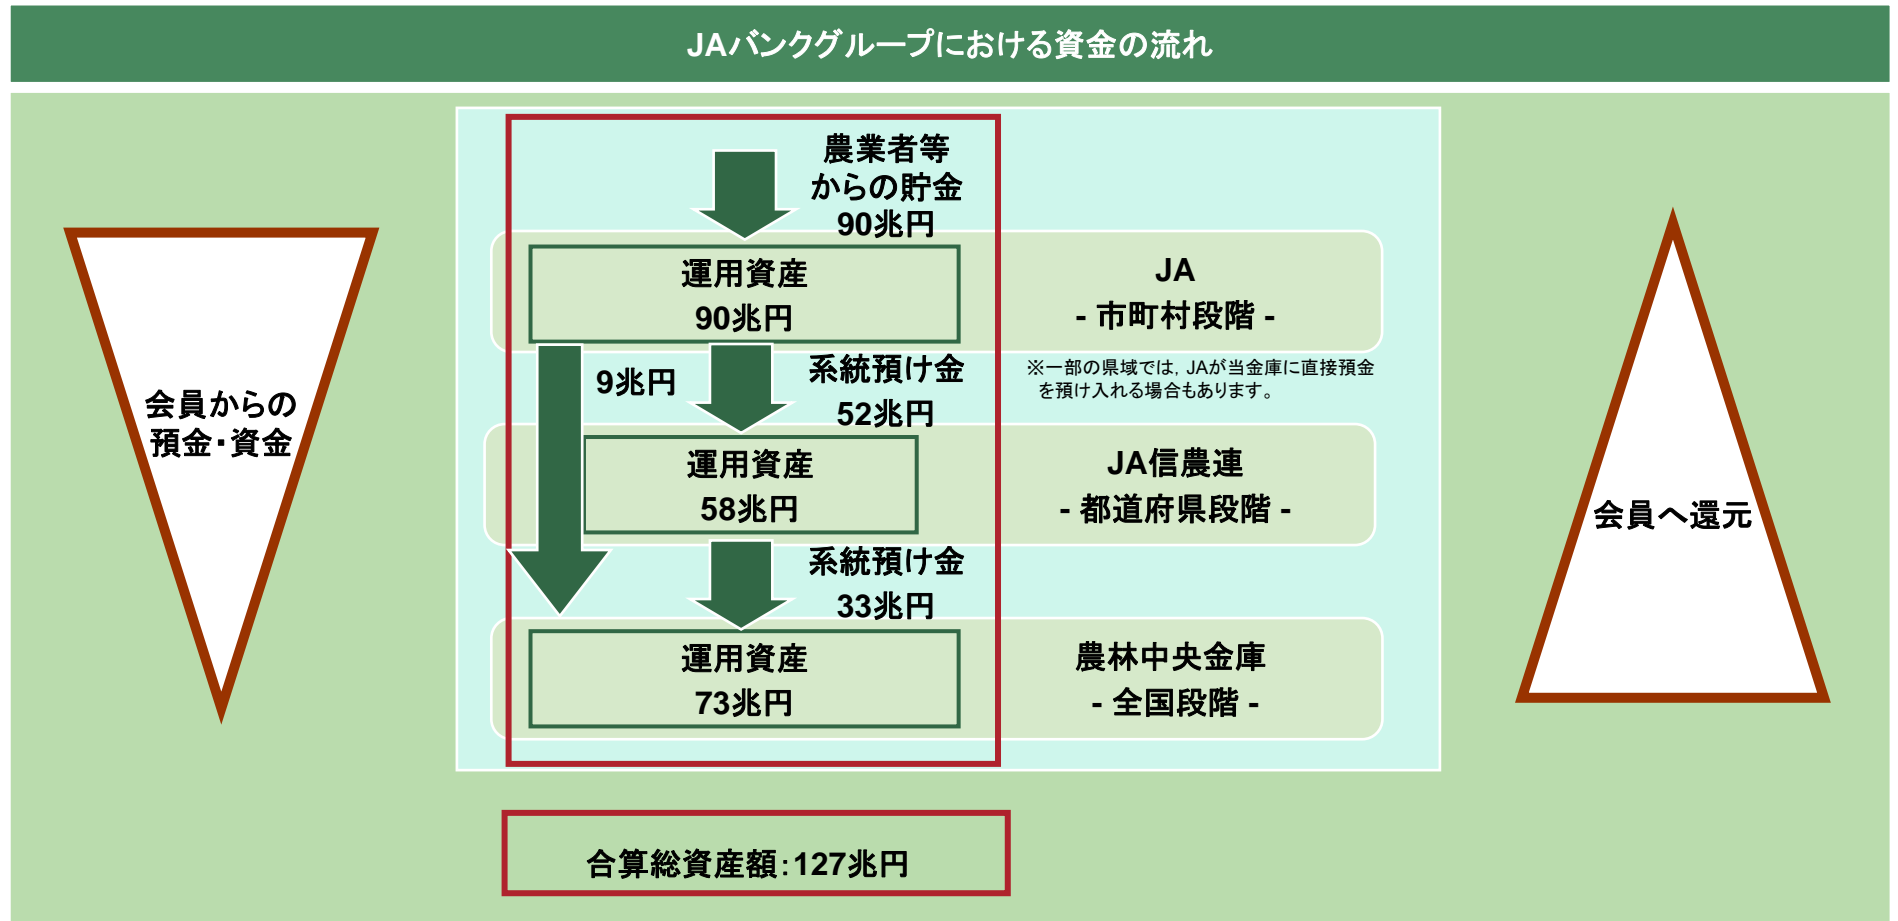 JAバンクグループにおける資金の流れ
農業者等
からの貯金
90兆円
運用資産
90兆円
JA
- 市町村段階 -
9兆円
系統預け金
52兆円
※一部の県域では, JAが当金庫に直接預金
を預け入れる場合もあります。
会員からの
預金・資金
運用資産
58兆円
JA信農連
- 都道府県段階 -
会員へ還元
系統預け金
33兆円
運用資産
73兆円
農林中央金庫
- 全国段階 -
合算総資産額：127兆円